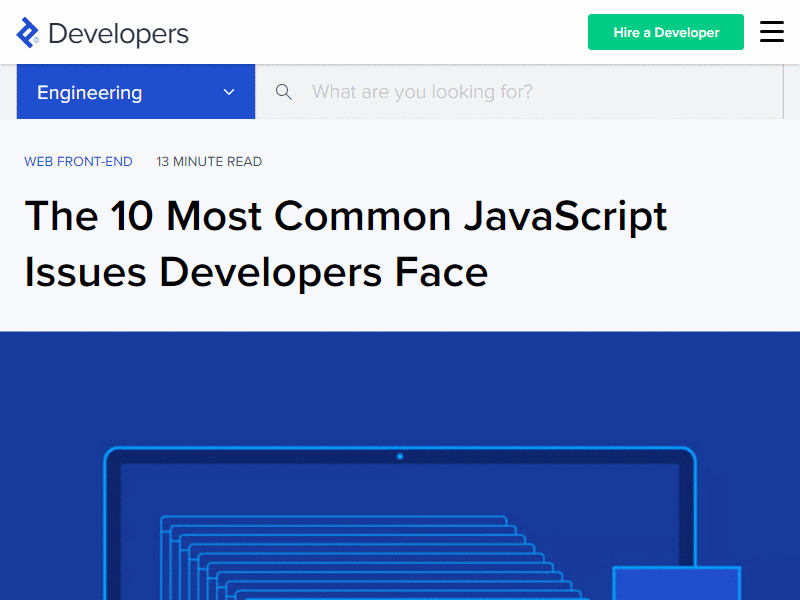 Developers
Hire a Developer
Engineering
What are you looking for?
WEB FRONT-END 13 MINUTE READ
The 10 Most Common JavaScript
Issues Developers Face